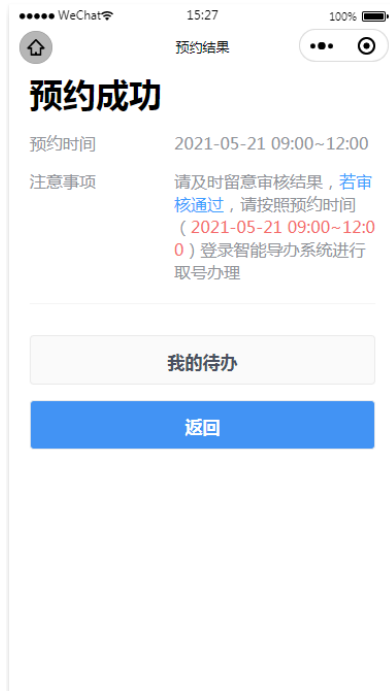 WeChat 15:27 100%
预约结果
预约成功
预约时间 2021-05-21 09:00~12:00
注意事项 请及时留意审核结果，若审
核通过，请按照预约时间
（2021-05-21 09:00~12:0
0）登录智能导办系统进行
取号办理
我的待办
返回